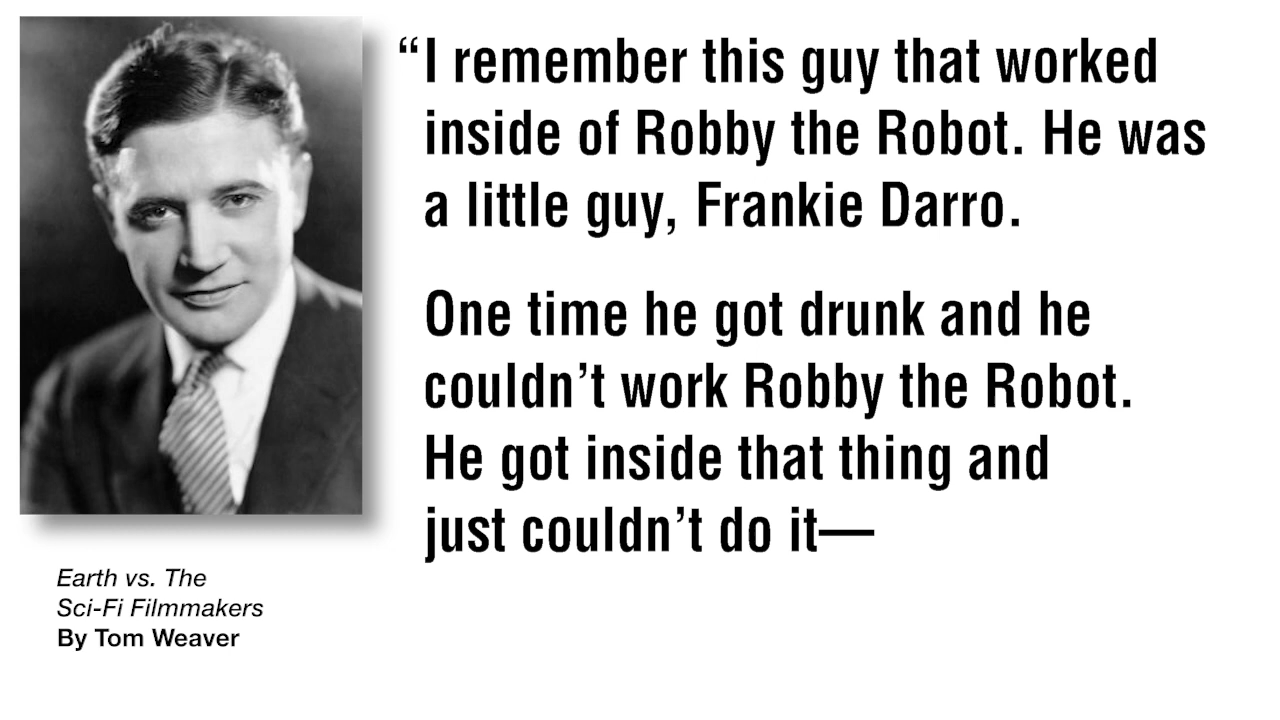 “I remember this guy that worked
inside of Robby the Robot. He was
a little guy, Frankie Darro.
One time he got drunk and he
couldn’t work Robby the Robot.
He got inside that thing and
just couldn’t do it—
Earth vs. The
Sci-Fi Filmmakers
By Tom Weaver